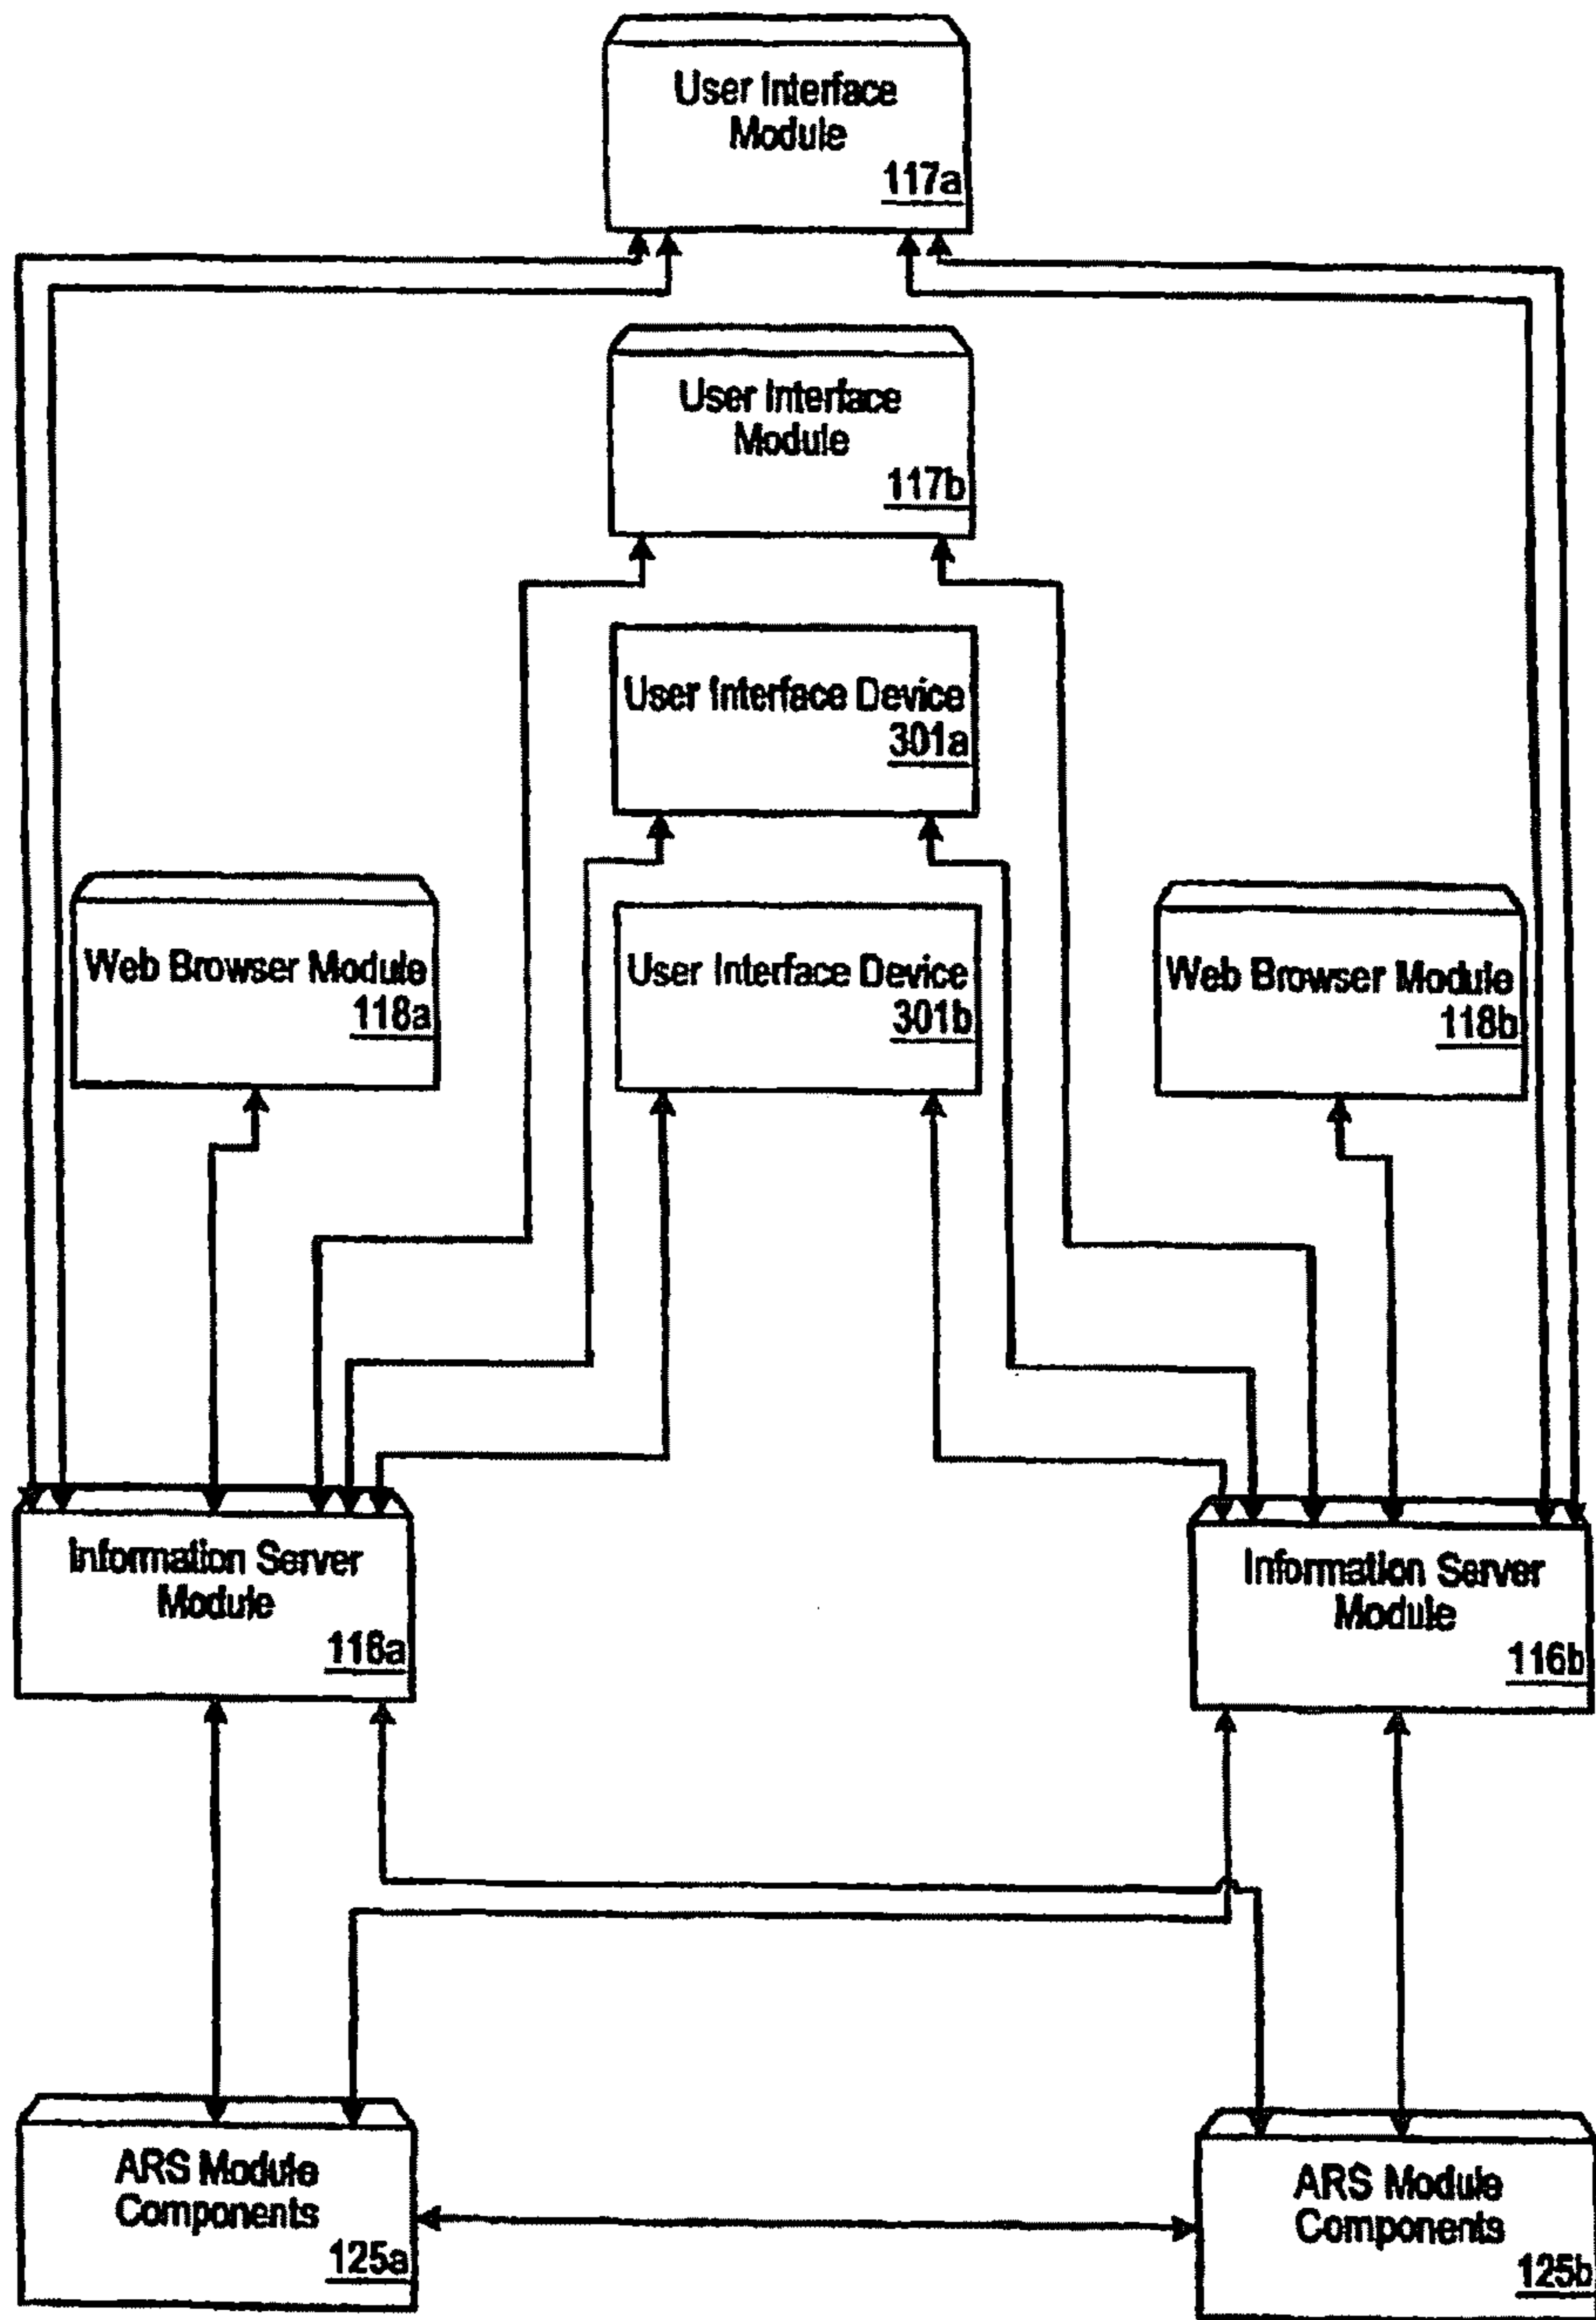 User Interface
Module
117a
User Interface
Module
117b
User Interface Device
301a
Web Browser Module
118a
User Interface Device
301b
Web Browser Module
118b
Information Server
Module
116a
Information Server
Module
116b
ARS Module
Components
125a
ARS Module
Components
125b